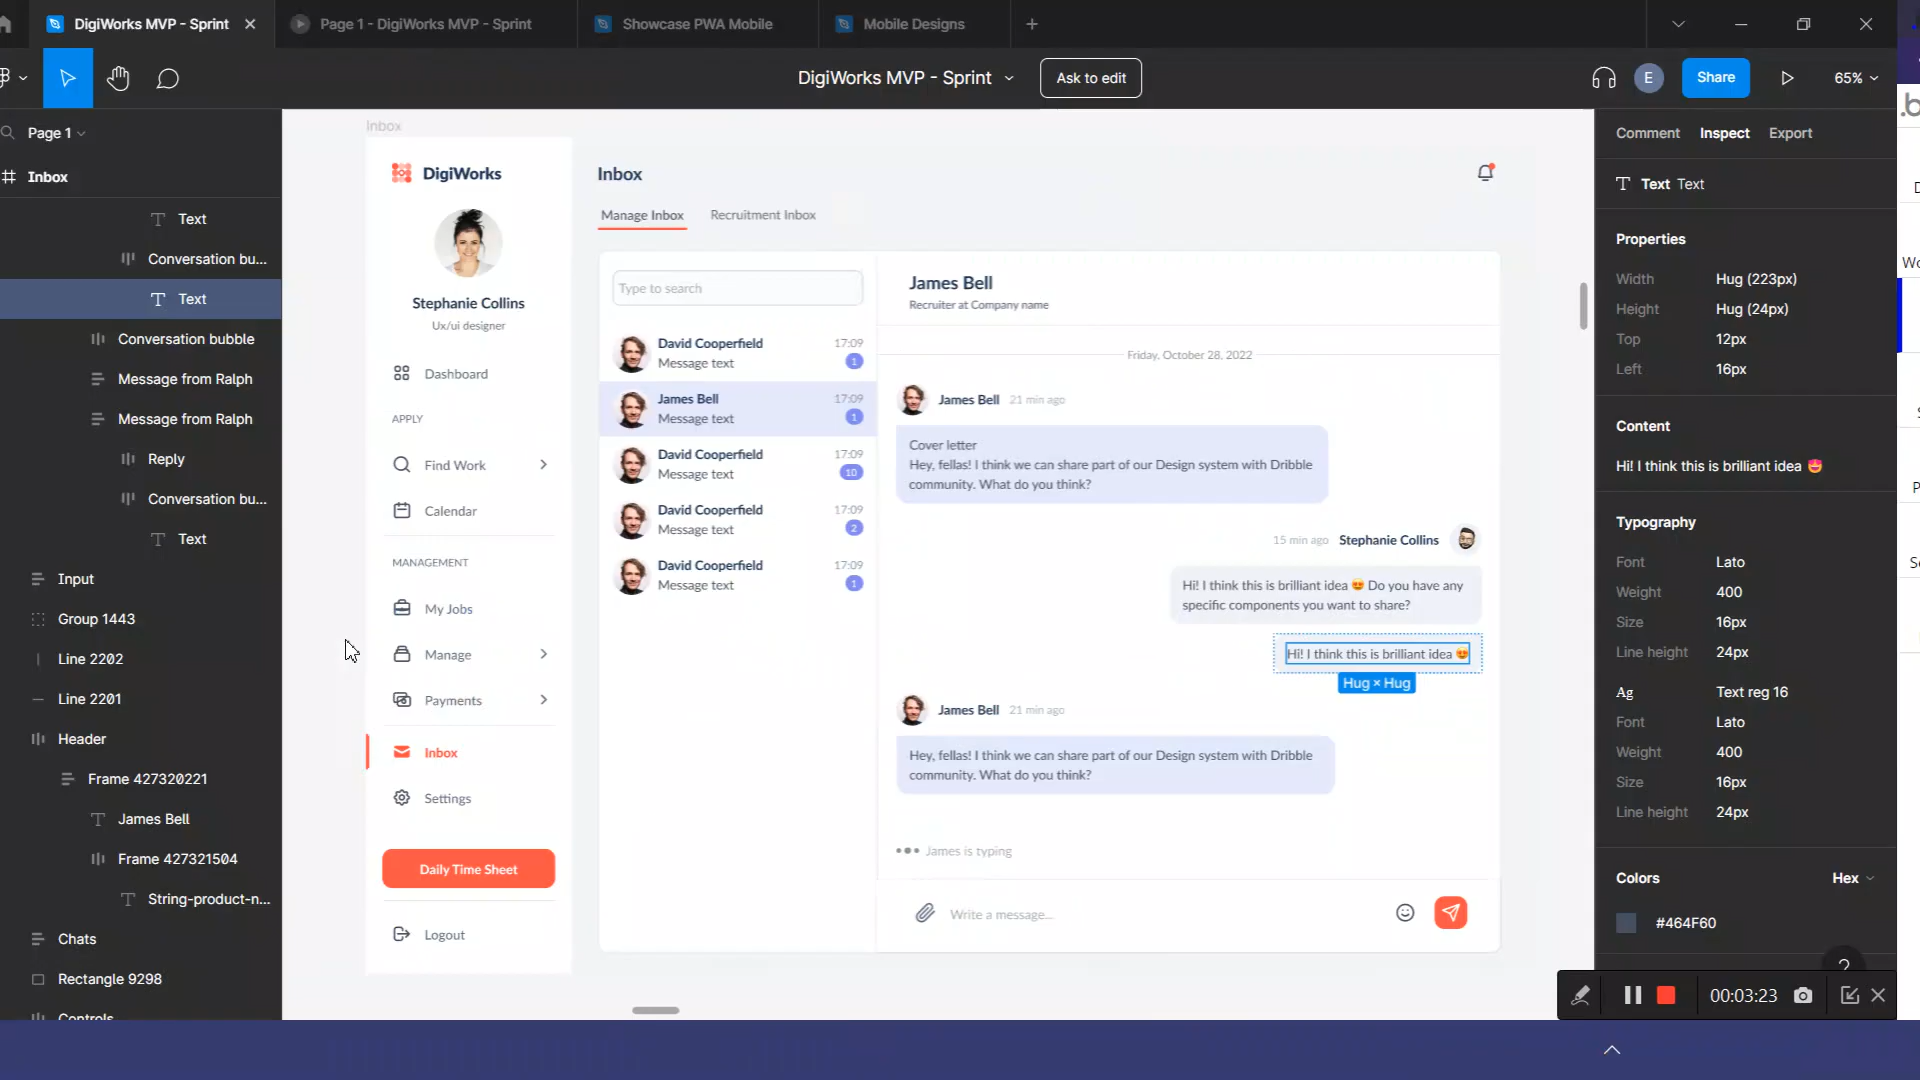 DigiWorks MVP - Sprint
Page 1 - DigiWorks MVP - Sprint
Showcase PWA Mobile
Mobile Designs
DigiWorks MVP - Sprint
Ask to edit
E
Share
65%
Page 1
Inbox
Text
Conversation bu...
Text
Conversation bubble
Message from Ralph
Message from Ralph
Reply
Conversation bu...
Text
Input
Group 1443
Line 2202
Line 2201
Header
Frame 427320221
James Bell
Frame 427321504
String-product-n...
Chats
Rectangle 9298
Controls
Inbox
DigiWorks
Stephanie Collins
Ux/ui designer
Dashboard
APPLY
Find Work
Calendar
MANAGEMENT
My Jobs
Manage
Payments
Inbox
Settings
Daily Time Sheet
Logout
Inbox
Manage Inbox
Recruitment Inbox
Type to search
David Cooperfield 17:09
Message text 1
James Bell 17:09
Message text 1
David Cooperfield 17:09
Message text 10
David Cooperfield 17:09
Message text 2
David Cooperfield 17:09
Message text 1
James Bell
Recruiter at Company name
Friday, October 28, 2022
James Bell 21 min ago
Cover letter
Hey, fellas! I think we can share part of our Design system with Dribble
community. What do you think?
15 min ago Stephanie Collins
Hi! I think this is brilliant idea 😍 Do you have any
specific components you want to share?
Hi! I think this is brilliant idea 😍
Hug × Hug
James Bell 21 min ago
Hey, fellas! I think we can share part of our Design system with Dribble
community. What do you think?
James is typing
Write a message...
Comment
Inspect
Export
Text Text
Properties
Width Hug (223px)
Height Hug (24px)
Top 12px
Left 16px
Content
Hi! I think this is brilliant idea 😍
Typography
Font Lato
Weight 400
Size 16px
Line height 24px
Ag Text reg 16
Font Lato
Weight 400
Size 16px
Line height 24px
Colors Hex
#464F60
?
00:03:23